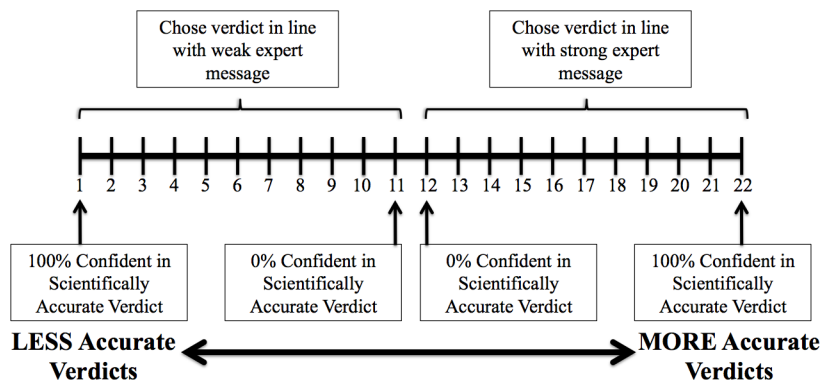 Chose verdict in line
with weak expert
message
Chose verdict in line
with strong expert
message
1 2 3 4 5 6 7 8 9 10 11 12 13 14 15 16 17 18 19 20 21 22
100% Confident in
Scientifically
Accurate Verdict
0% Confident in
Scientifically
Accurate Verdict
0% Confident in
Scientifically
Accurate Verdict
100% Confident in
Scientifically
Accurate Verdict
LESS Accurate
Verdicts
MORE Accurate
Verdicts